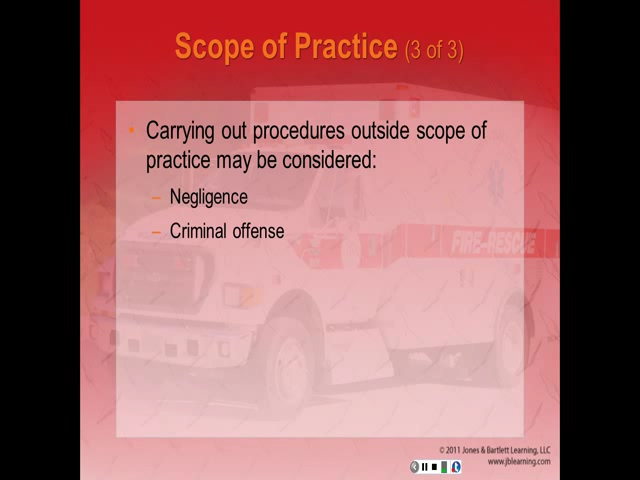 Scope of Practice (3 of 3)
• Carrying out procedures outside scope of
practice may be considered:
– Negligence
– Criminal offense
FIRE-RESCUE
© 2011 Jones & Bartlett Learning, LLC
www.jblearning.com